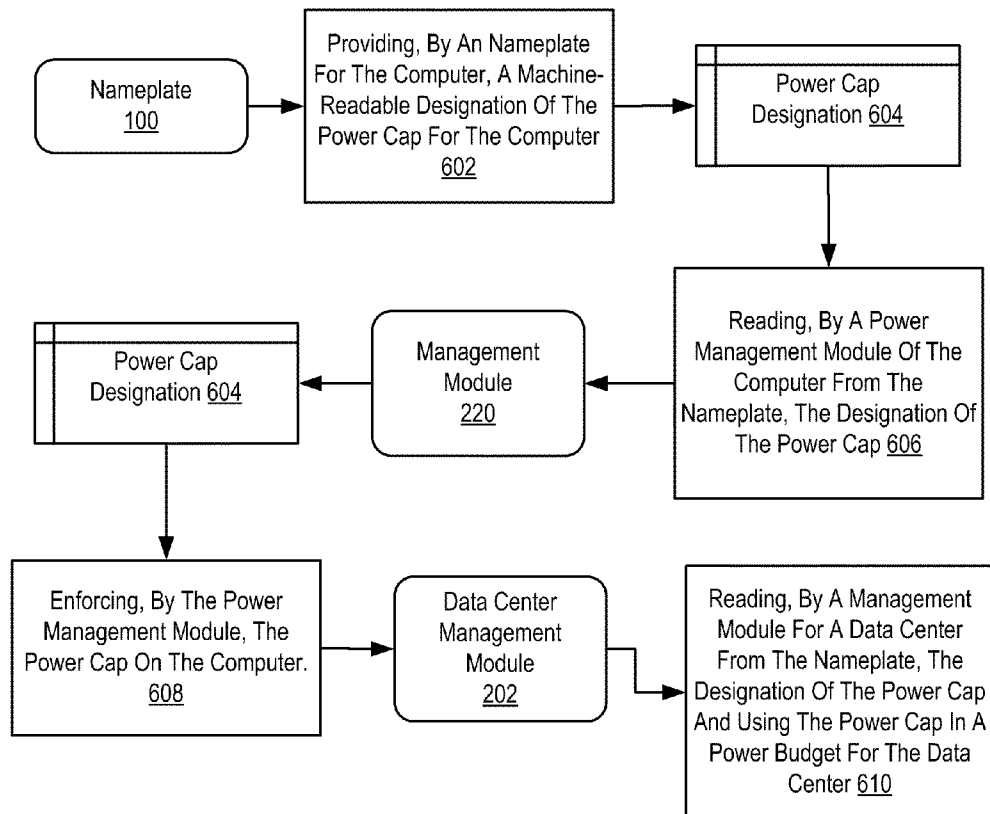 Nameplate
100
Providing, By An Nameplate
For The Computer, A Machine-
Readable Designation Of The
Power Cap For The Computer
602
Power Cap
Designation 604
Reading, By A Power
Management Module Of The
Computer From The
Nameplate, The Designation Of
The Power Cap 606
Management
Module
220
Power Cap
Designation 604
Enforcing, By The Power
Management Module, The
Power Cap On The Computer.
608
Data Center
Management
Module
202
Reading, By A Management
Module For A Data Center
From The Nameplate, The
Designation Of The Power Cap
And Using The Power Cap In A
Power Budget For The Data
Center 610